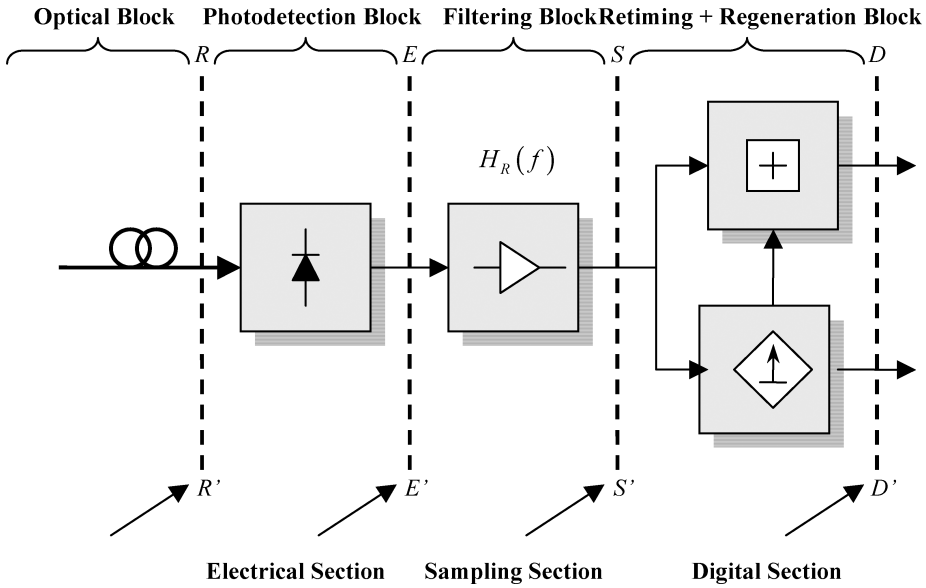 Optical Block Photodetection Block Filtering Block Retiming + Regeneration Block
R E S D
H_R(f)
R' E' S' D'
Electrical Section Sampling Section Digital Section